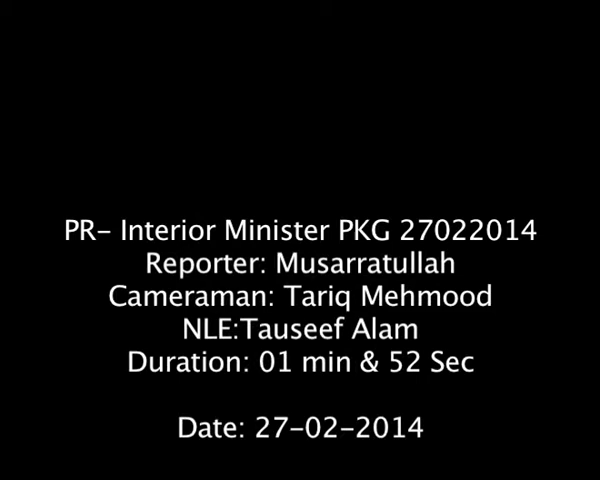 PR- Interior Minister PKG 27022014
Reporter: Musarratullah
Cameraman: Tariq Mehmood
NLE:Tauseef Alam
Duration: 01 min & 52 Sec
Date: 27-02-2014